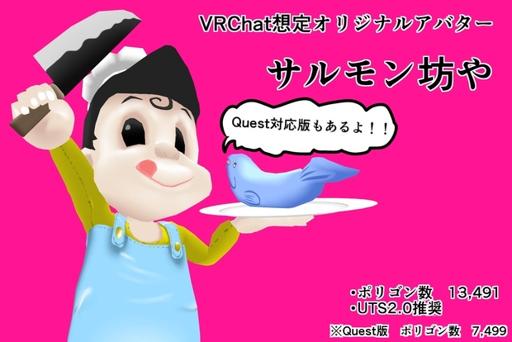 VRChat想定オリジナルアバター
サルモン坊や
Quest対応版もあるよ！！
・ポリゴン数　13,491
・UTS2.0推奨
※Quest版　ポリゴン数　7,499